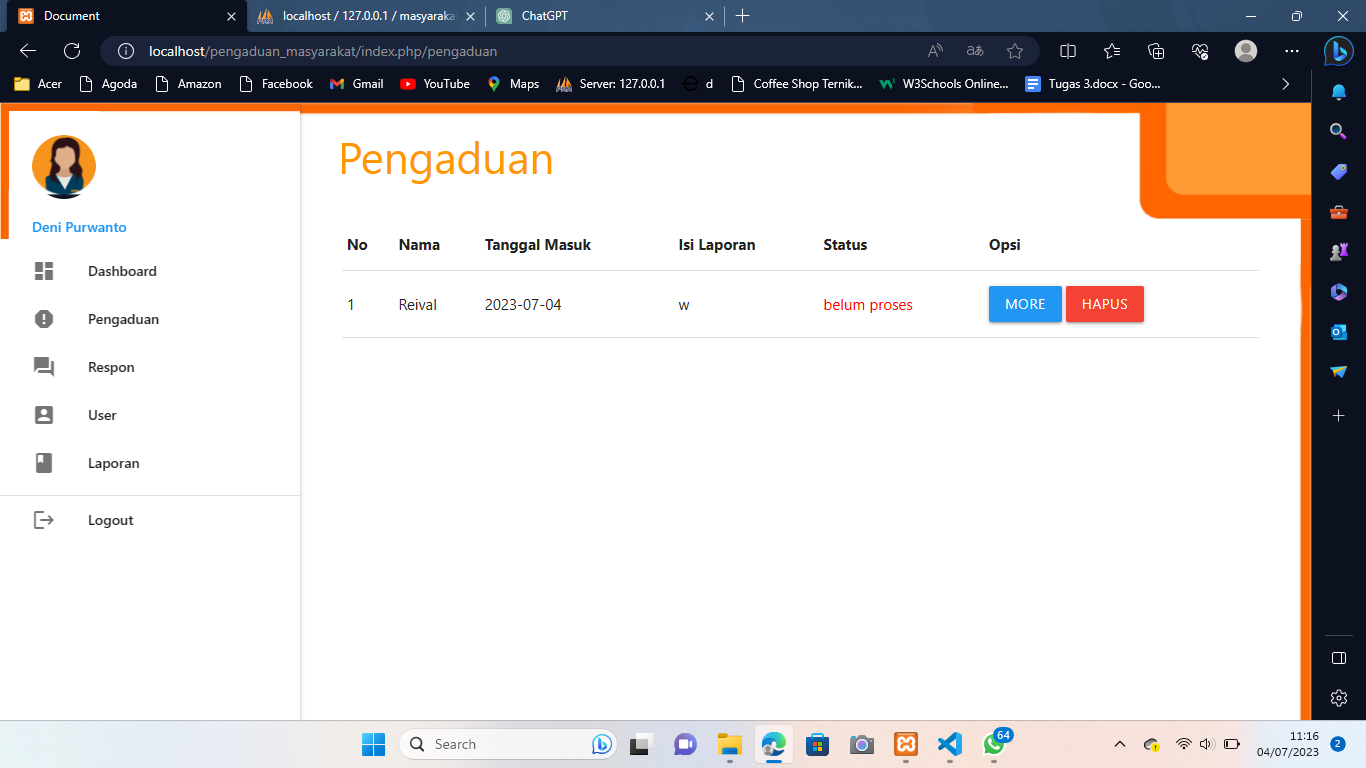 Document
localhost / 127.0.0.1 / masyaraka
ChatGPT
localhost/pengaduan_masyarakat/index.php/pengaduan
Acer
Agoda
Amazon
Facebook
Gmail
YouTube
Maps
Server: 127.0.0.1
d
Coffee Shop Ternik...
W3Schools Online...
Tugas 3.docx - Goo...
Deni Purwanto
Dashboard
Pengaduan
Respon
User
Laporan
Logout
Pengaduan
No Nama Tanggal Masuk Isi Laporan Status Opsi
1 Reival 2023-07-04 w belum proses MORE HAPUS
Search
64
11:16
04/07/2023
2